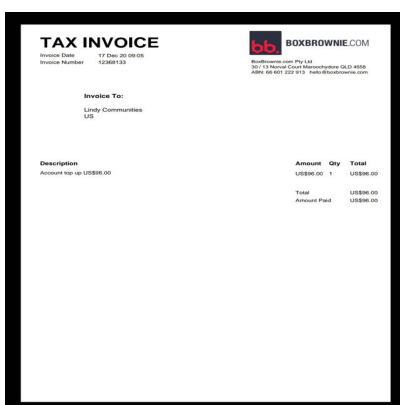 TAX INVOICE
Invoice Date 17 Dec 20 09:05
Invoice Number 12368133
bb. BOXBROWNIE.COM
BoxBrownie.com Pty Ltd
30 / 13 Norval Court Maroochydore QLD 4558
ABN: 66 601 222 913 hello@boxbrownie.com
Invoice To:
Lindy Communities
US
Description Amount Qty Total
Account top up US$96.00 US$96.00 1 US$96.00
Total US$96.00
Amount Paid US$96.00